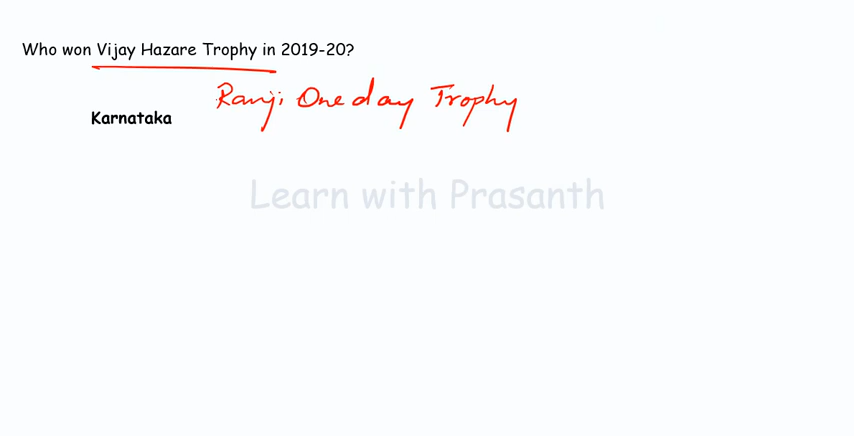 Who won Vijay Hazare Trophy in 2019-20?
Ranji One day Trophy
Karnataka
Learn with Prasanth